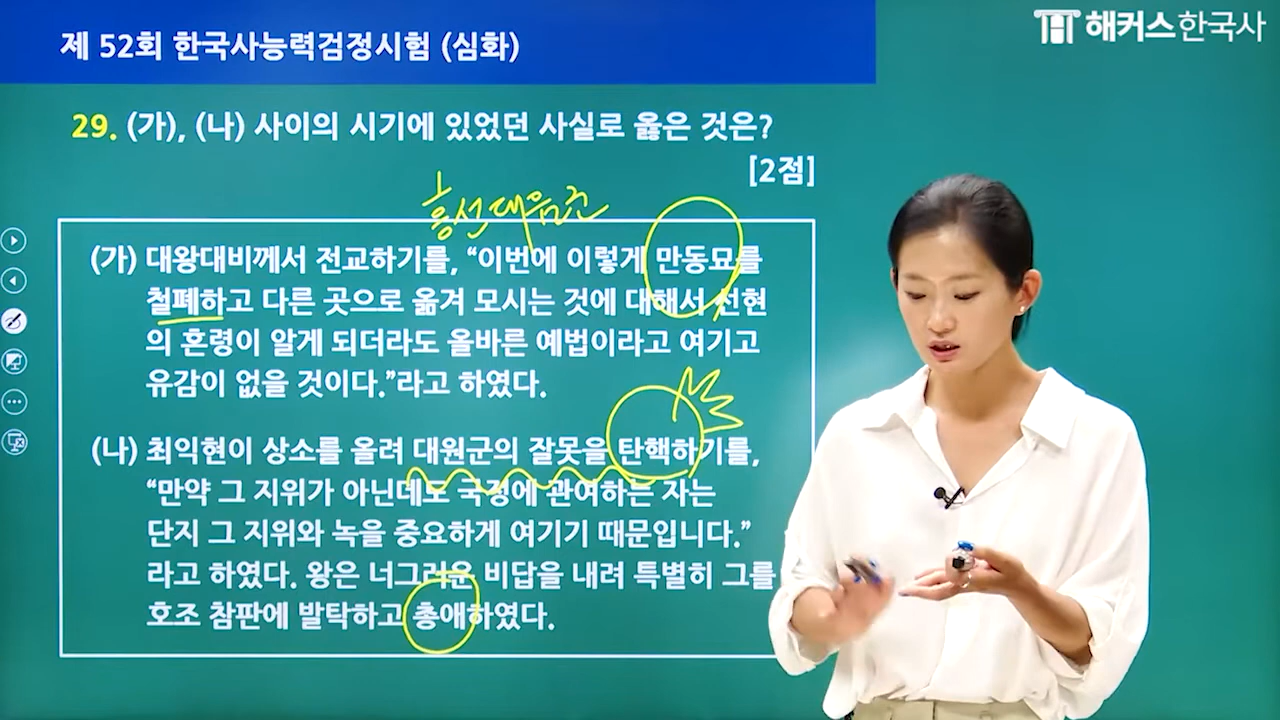 제 52회 한국사능력검정시험 (심화)
해커스한국사
29. (가), (나) 사이의 시기에 있었던 사실로 옳은 것은?
[2점]
흥선대원군
(가) 대왕대비께서 전교하기를, “이번에 이렇게 만동묘를
철폐하고 다른 곳으로 옮겨 모시는 것에 대해서 선현
의 혼령이 알게 되더라도 올바른 예법이라고 여기고
유감이 없을 것이다.”라고 하였다.
(나) 최익현이 상소를 올려 대원군의 잘못을 탄핵하기를,
“만약 그 지위가 아닌데도 국정에 관여하는 자는
단지 그 지위와 녹을 중요하게 여기기 때문입니다.”
라고 하였다. 왕은 너그러운 비답을 내려 특별히 그를
호조 참판에 발탁하고 총애하였다.